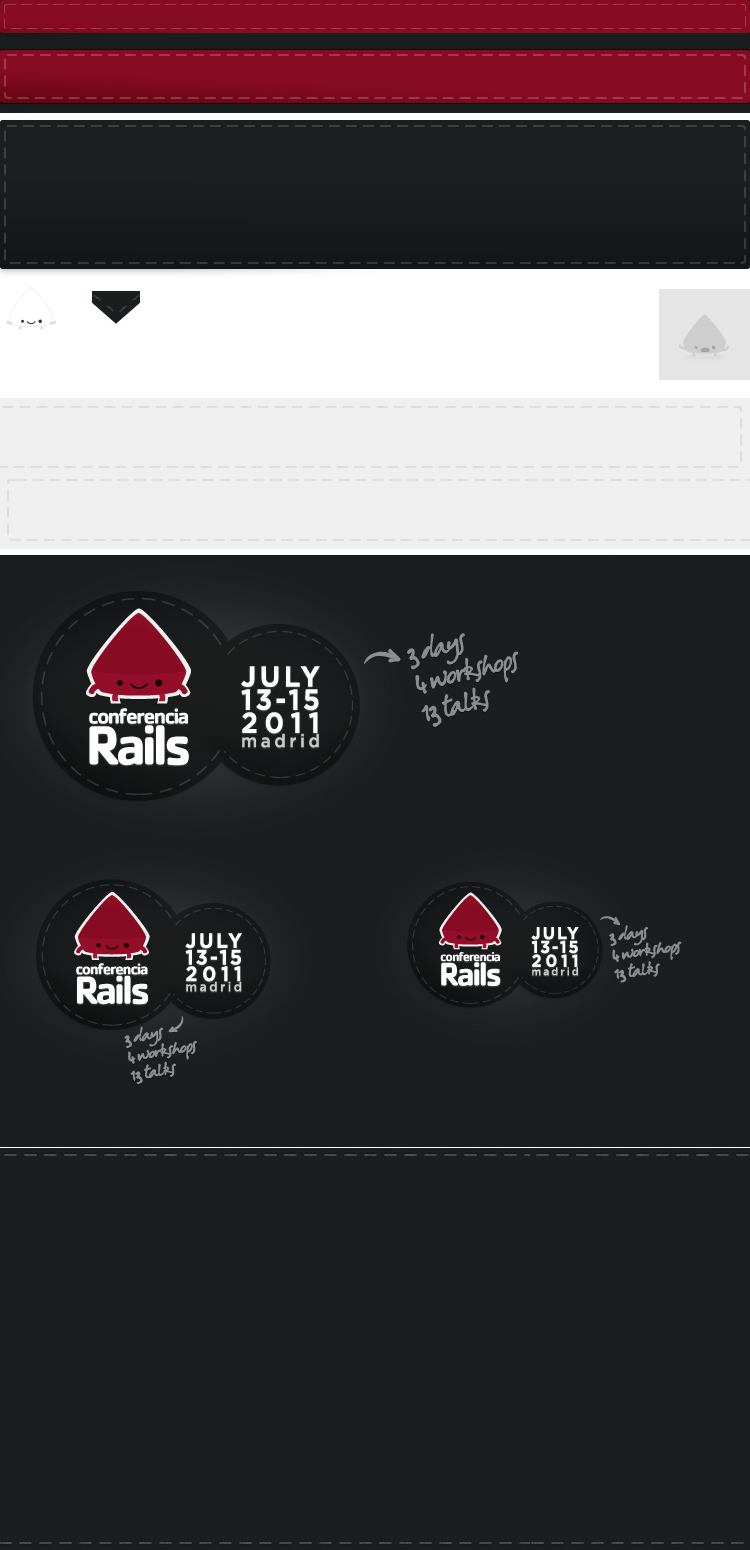 conferencia
Rails
JULY
13-15
2011
madrid
3 days
4 workshops
13 talks
conferencia
Rails
JULY
13-15
2011
madrid
3 days
4 workshops
13 talks
conferencia
Rails
JULY
13-15
2011
madrid
3 days
4 workshops
13 talks